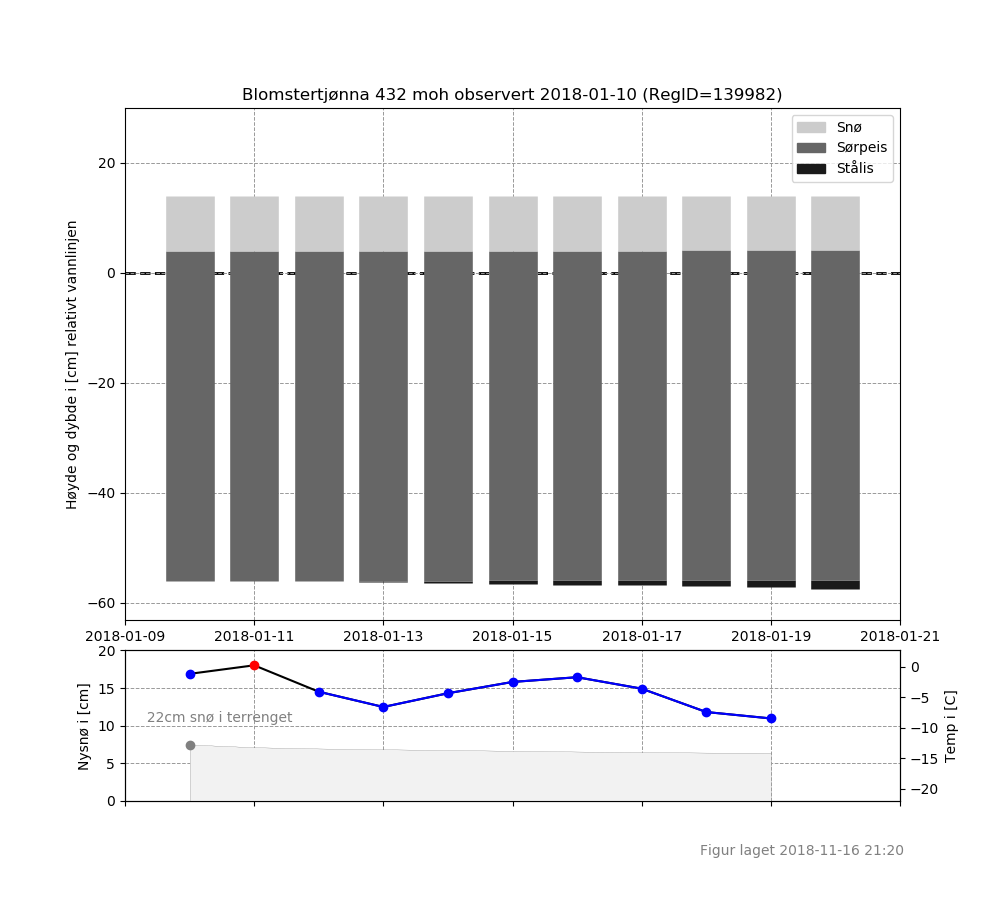 Blomstertjønna 432 moh observert 2018-01-10 (RegID=139982)
Snø
Sørpeis
Stålis
Høyde og dybde i [cm] relativt vannlinjen
20
0
−20
−40
−60
2018-01-09 2018-01-11 2018-01-13 2018-01-15 2018-01-17 2018-01-19 2018-01-21
Nysnø i [cm]
20
15
10
5
0
22cm snø i terrenget
0
−5
−10
−15
−20
Temp i [C]
Figur laget 2018-11-16 21:20